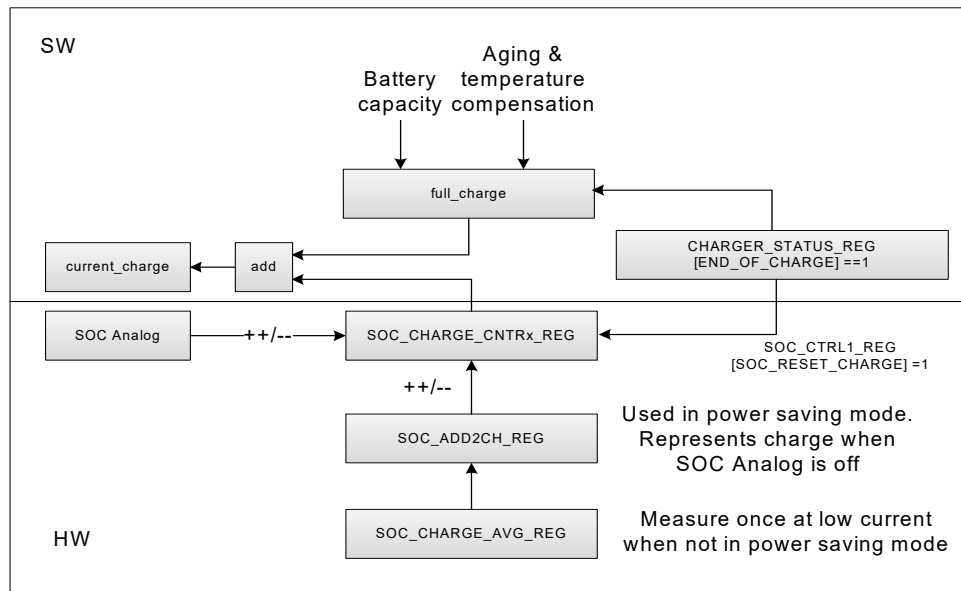 SW
Aging &
temperature
compensation
Battery
capacity
full_charge
CHARGER_STATUS_REG
[END_OF_CHARGE] ==1
current_charge
add
SOC Analog
++/--
SOC_CHARGE_CNTRx_REG
SOC_CTRL1_REG
[SOC_RESET_CHARGE] =1
++/--
SOC_ADD2CH_REG
Used in power saving mode.
Represents charge when
SOC Analog is off
SOC_CHARGE_AVG_REG
Measure once at low current
when not in power saving mode
HW